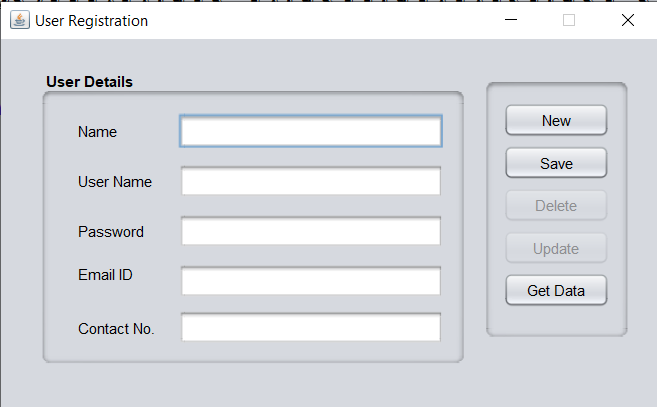 User Registration
User Details
Name
User Name
Password
Email ID
Contact No.
New
Save
Delete
Update
Get Data